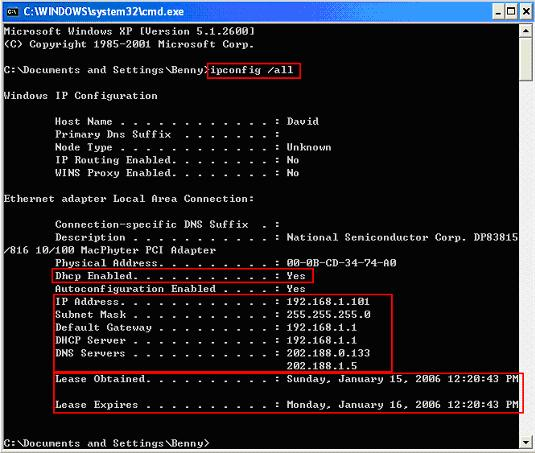 C:\WINDOWS\system32\cmd.exe
Microsoft Windows XP [Version 5.1.2600]
(C) Copyright 1985-2001 Microsoft Corp.
C:\Documents and Settings\Benny>ipconfig /all
Windows IP Configuration
Host Name . . . . . . . . . . . . : David
Primary Dns Suffix . . . . . . . :
Node Type . . . . . . . . . . . . : Unknown
IP Routing Enabled. . . . . . . . : No
WINS Proxy Enabled. . . . . . . . : No
Ethernet adapter Local Area Connection:
Connection-specific DNS Suffix . :
Description . . . . . . . . . . . : National Semiconductor Corp. DP83815
/816 10/100 MacPhyter PCI Adapter
Physical Address. . . . . . . . . : 00-0B-CD-34-74-A0
Dhcp Enabled. . . . . . . . . . . : Yes
Autoconfiguration Enabled . . . . : Yes
IP Address. . . . . . . . . . . . : 192.168.1.101
Subnet Mask . . . . . . . . . . . : 255.255.255.0
Default Gateway . . . . . . . . . : 192.168.1.1
DHCP Server . . . . . . . . . . . : 192.168.1.1
DNS Servers . . . . . . . . . . . : 202.188.0.133
202.188.1.5
Lease Obtained. . . . . . . . . . : Sunday, January 15, 2006 12:20:43 PM
Lease Expires . . . . . . . . . . : Monday, January 16, 2006 12:20:43 PM
C:\Documents and Settings\Benny>